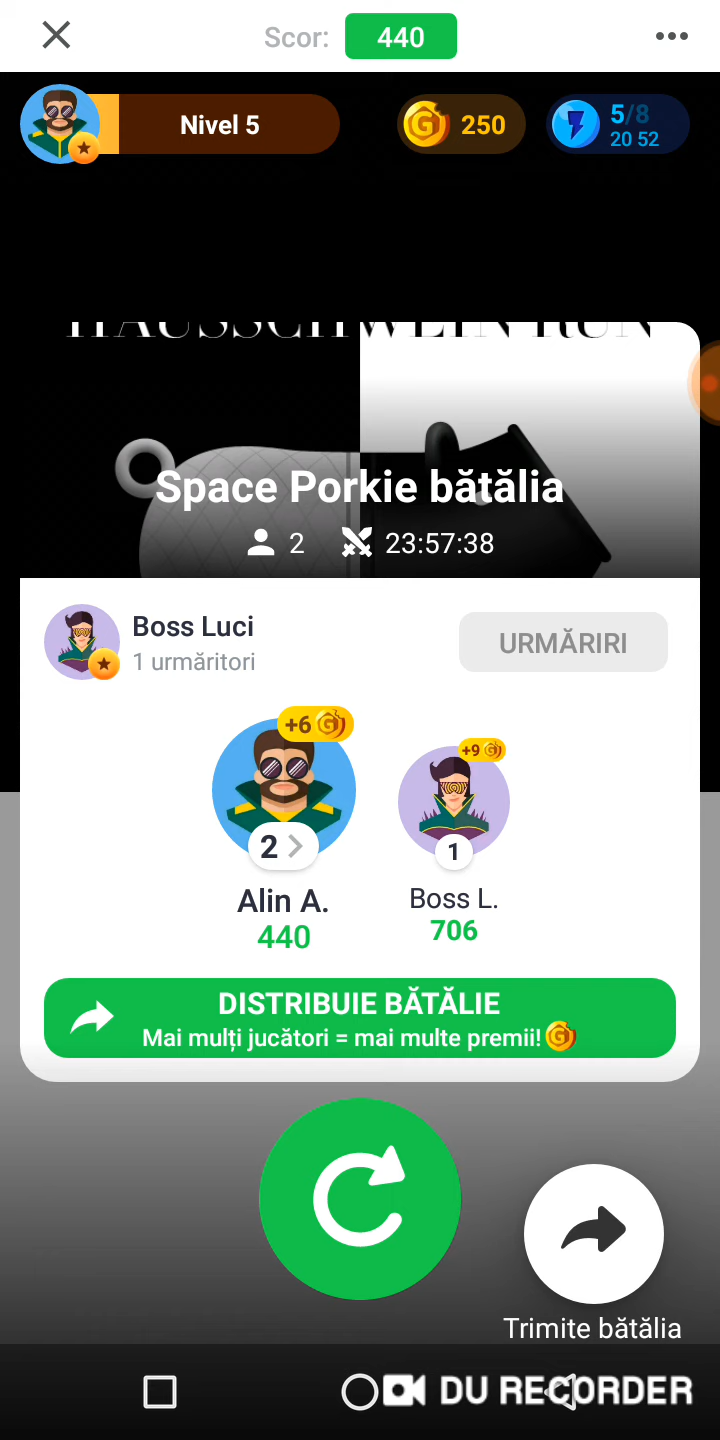 Scor: 440
Nivel 5
250
5/8
20 52
HAUSSCHWEIN RUN
Space Porkie bătălia
2 23:57:38
Boss Luci
1 urmăritori
URMĂRIRI
+6
+9
2
1
Alin A.
440
Boss L.
706
DISTRIBUIE BĂTĂLIE
Mai mulți jucători = mai multe premii!
Trimite bătălia
DU RECORDER